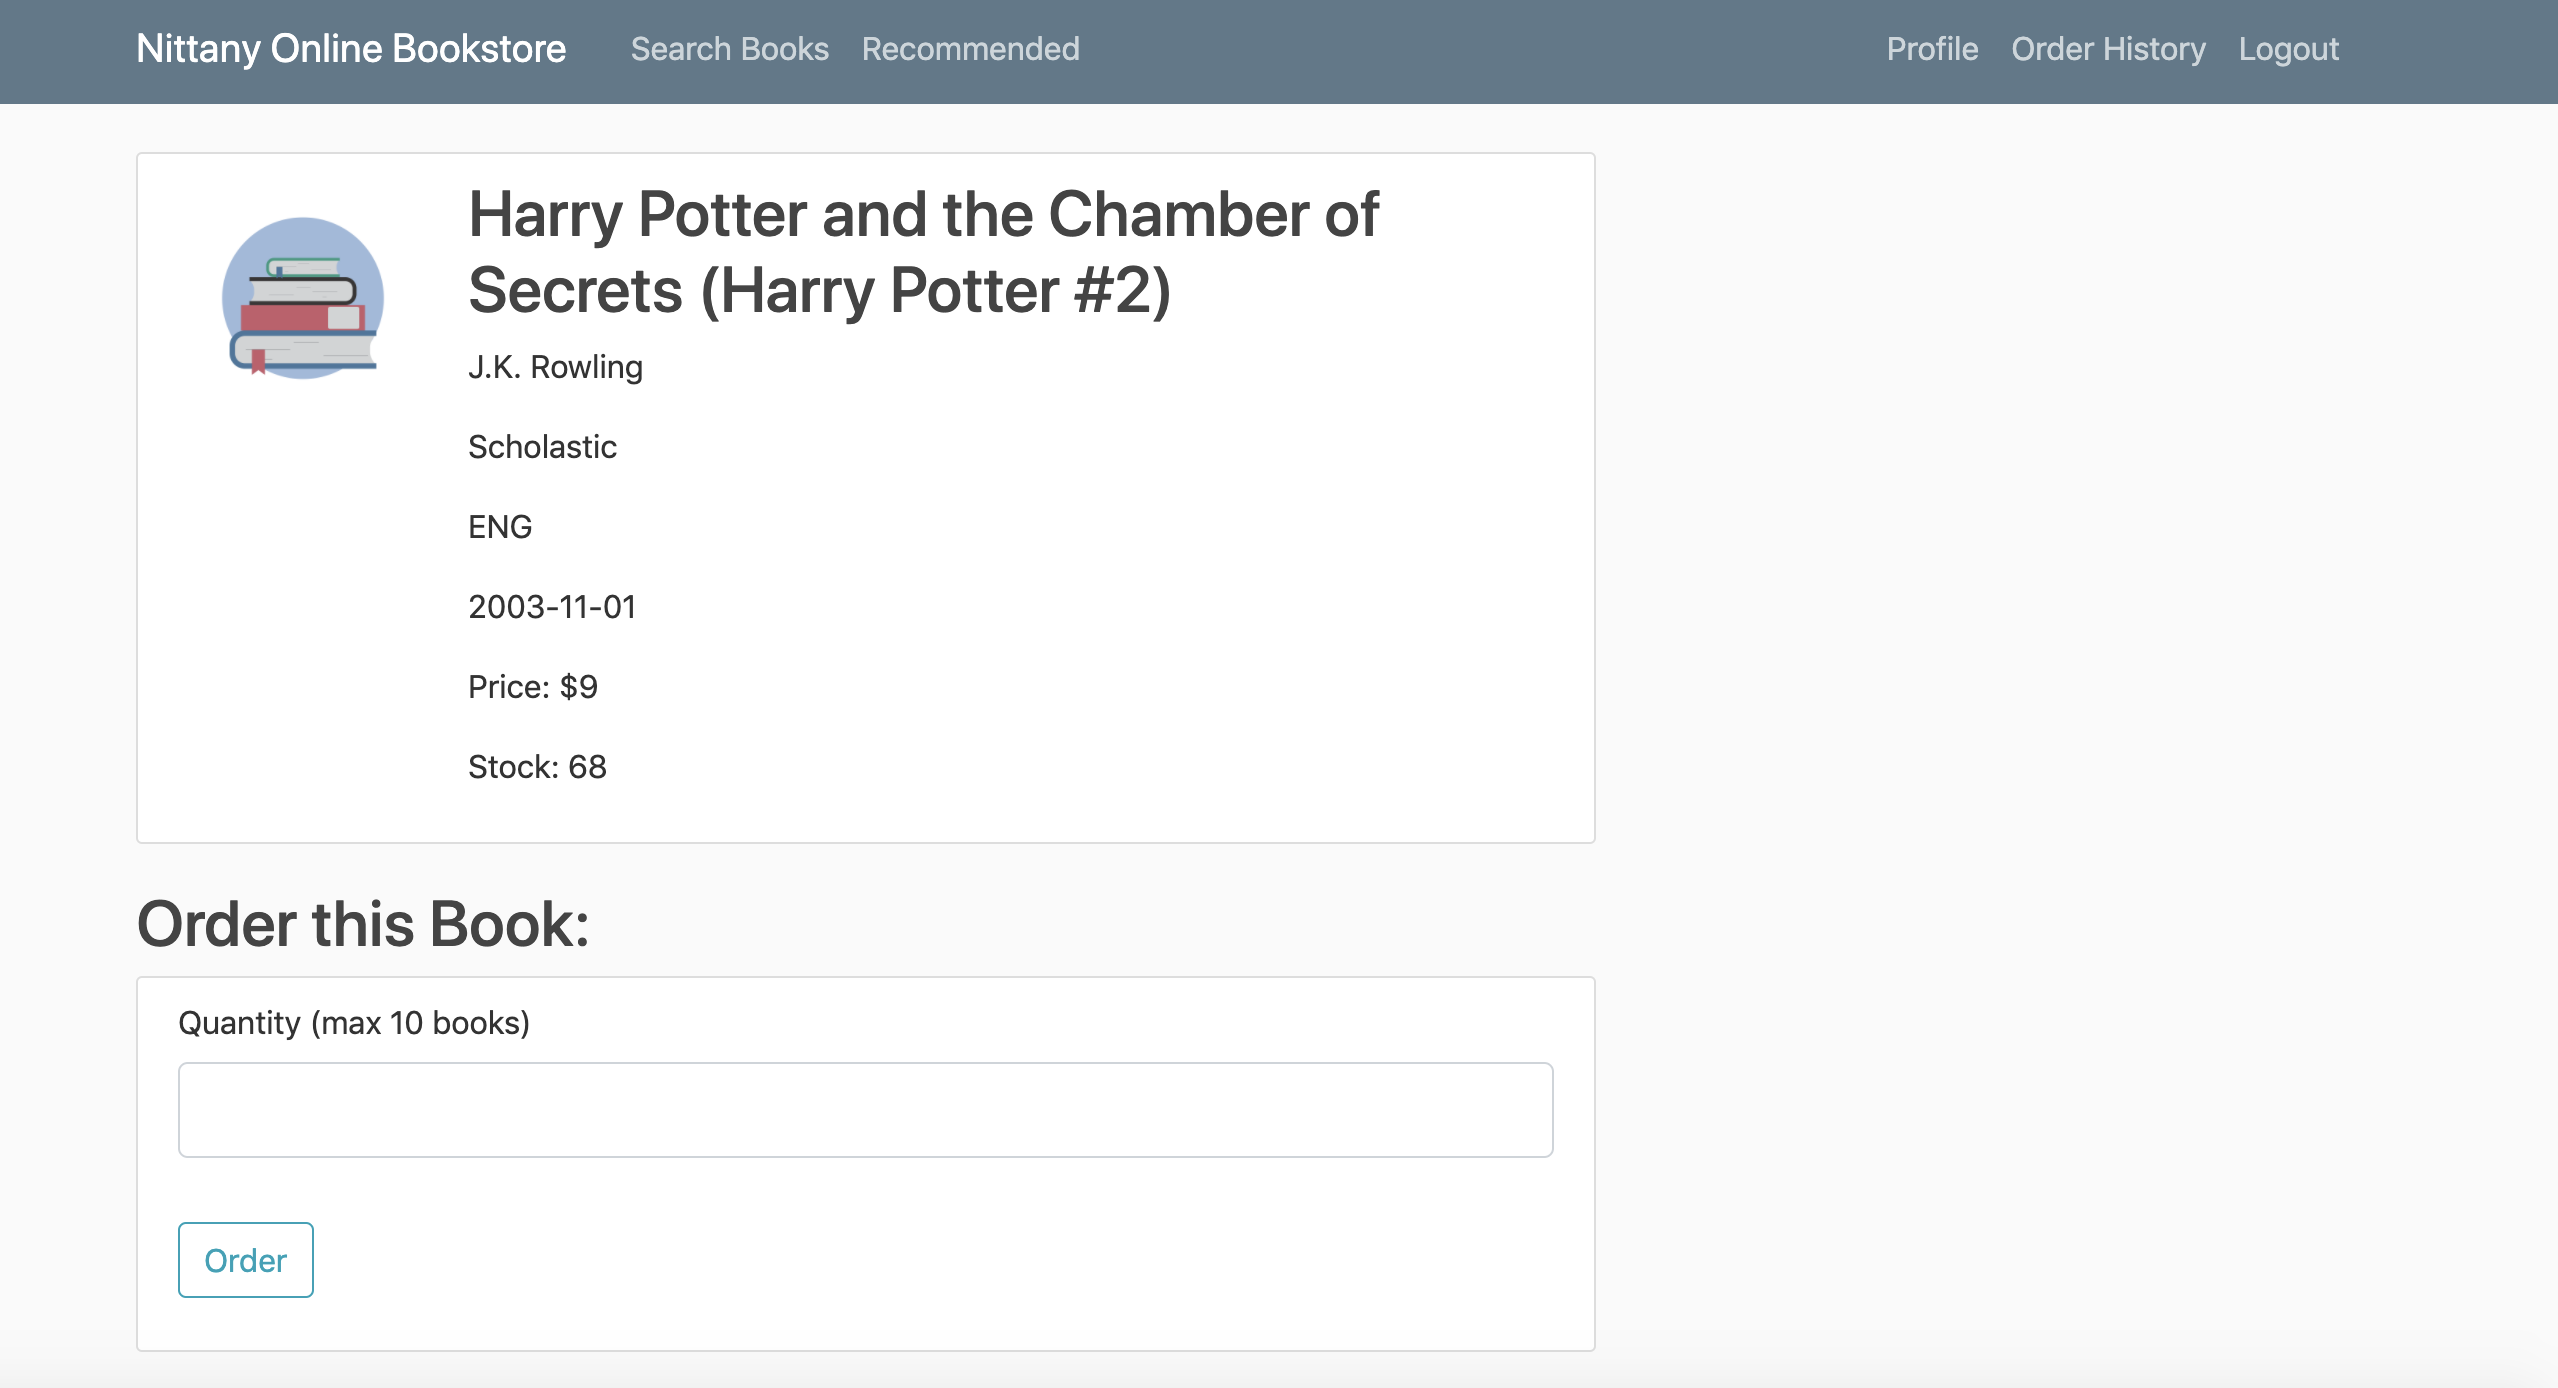 Nittany Online Bookstore Search Books Recommended Profile Order History Logout
Harry Potter and the Chamber of
Secrets (Harry Potter #2)
J.K. Rowling
Scholastic
ENG
2003-11-01
Price: $9
Stock: 68
Order this Book:
Quantity (max 10 books)
Order